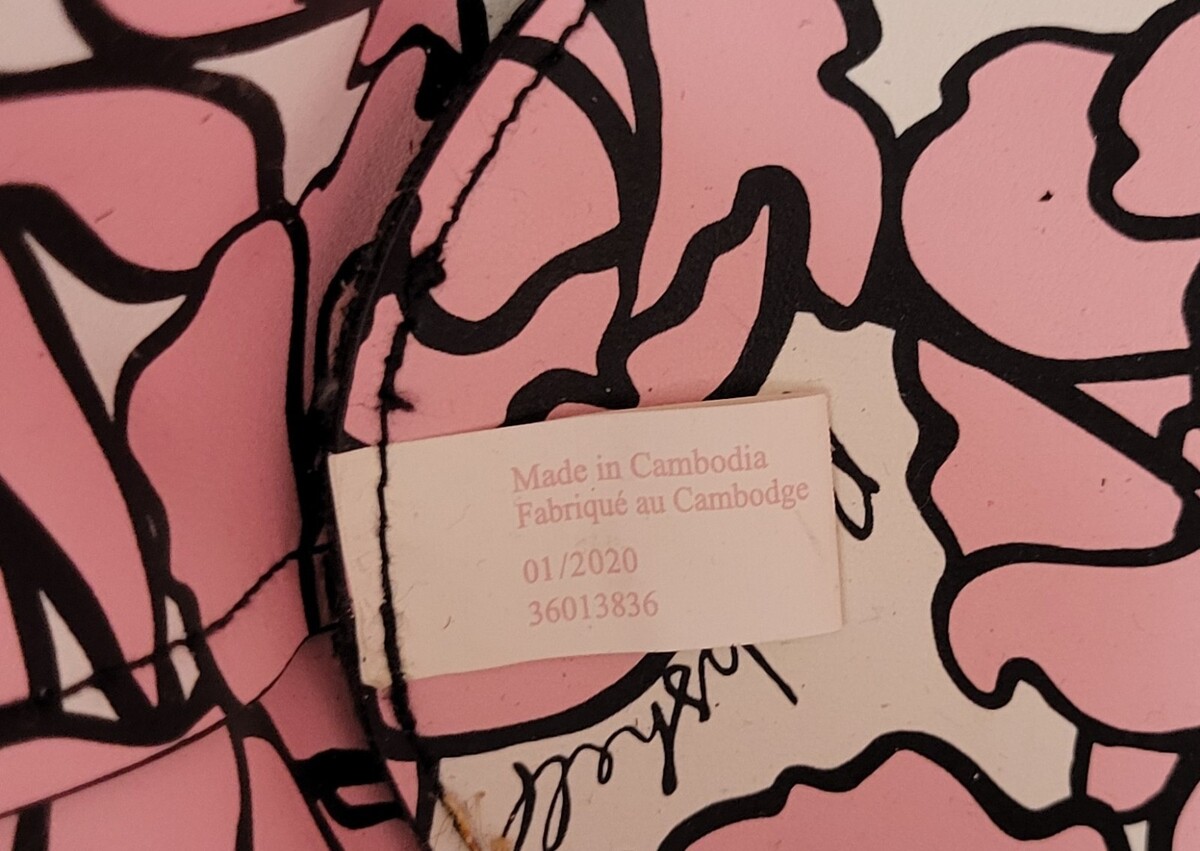 Made in Cambodia
Fabriqué au Cambodge
01/2020
36013836